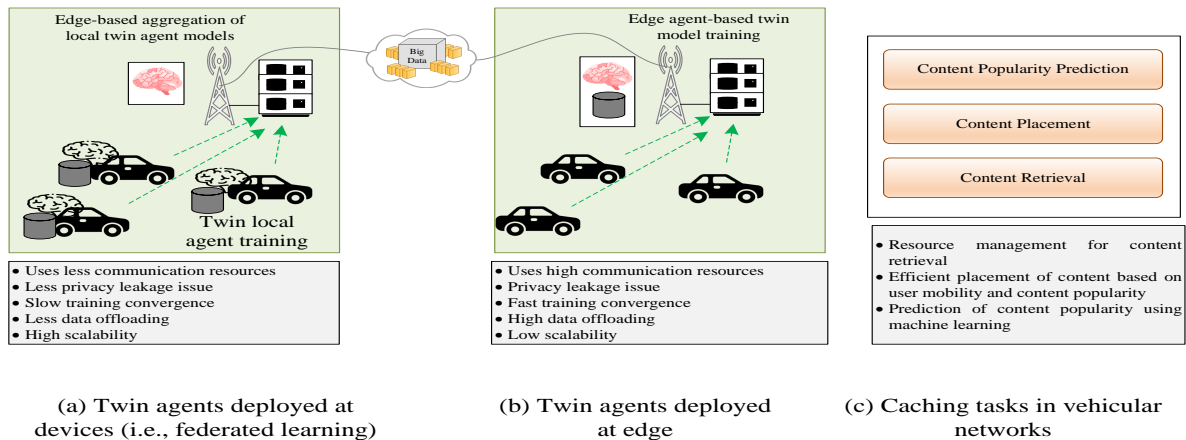 Edge-based aggregation of
local twin agent models
Twin local
agent training
• Uses less communication resources
• Less privacy leakage issue
• Slow training convergence
• Less data offloading
• High scalability
(a) Twin agents deployed at
devices (i.e., federated learning)
Big
Data
Edge agent-based twin
model training
• Uses high communication resources
• Privacy leakage issue
• Fast training convergence
• High data offloading
• Low scalability
(b) Twin agents deployed
at edge
Content Popularity Prediction
Content Placement
Content Retrieval
• Resource management for content
retrieval
• Efficient placement of content based on
user mobility and content popularity
• Prediction of content popularity using
machine learning
(c) Caching tasks in vehicular
networks